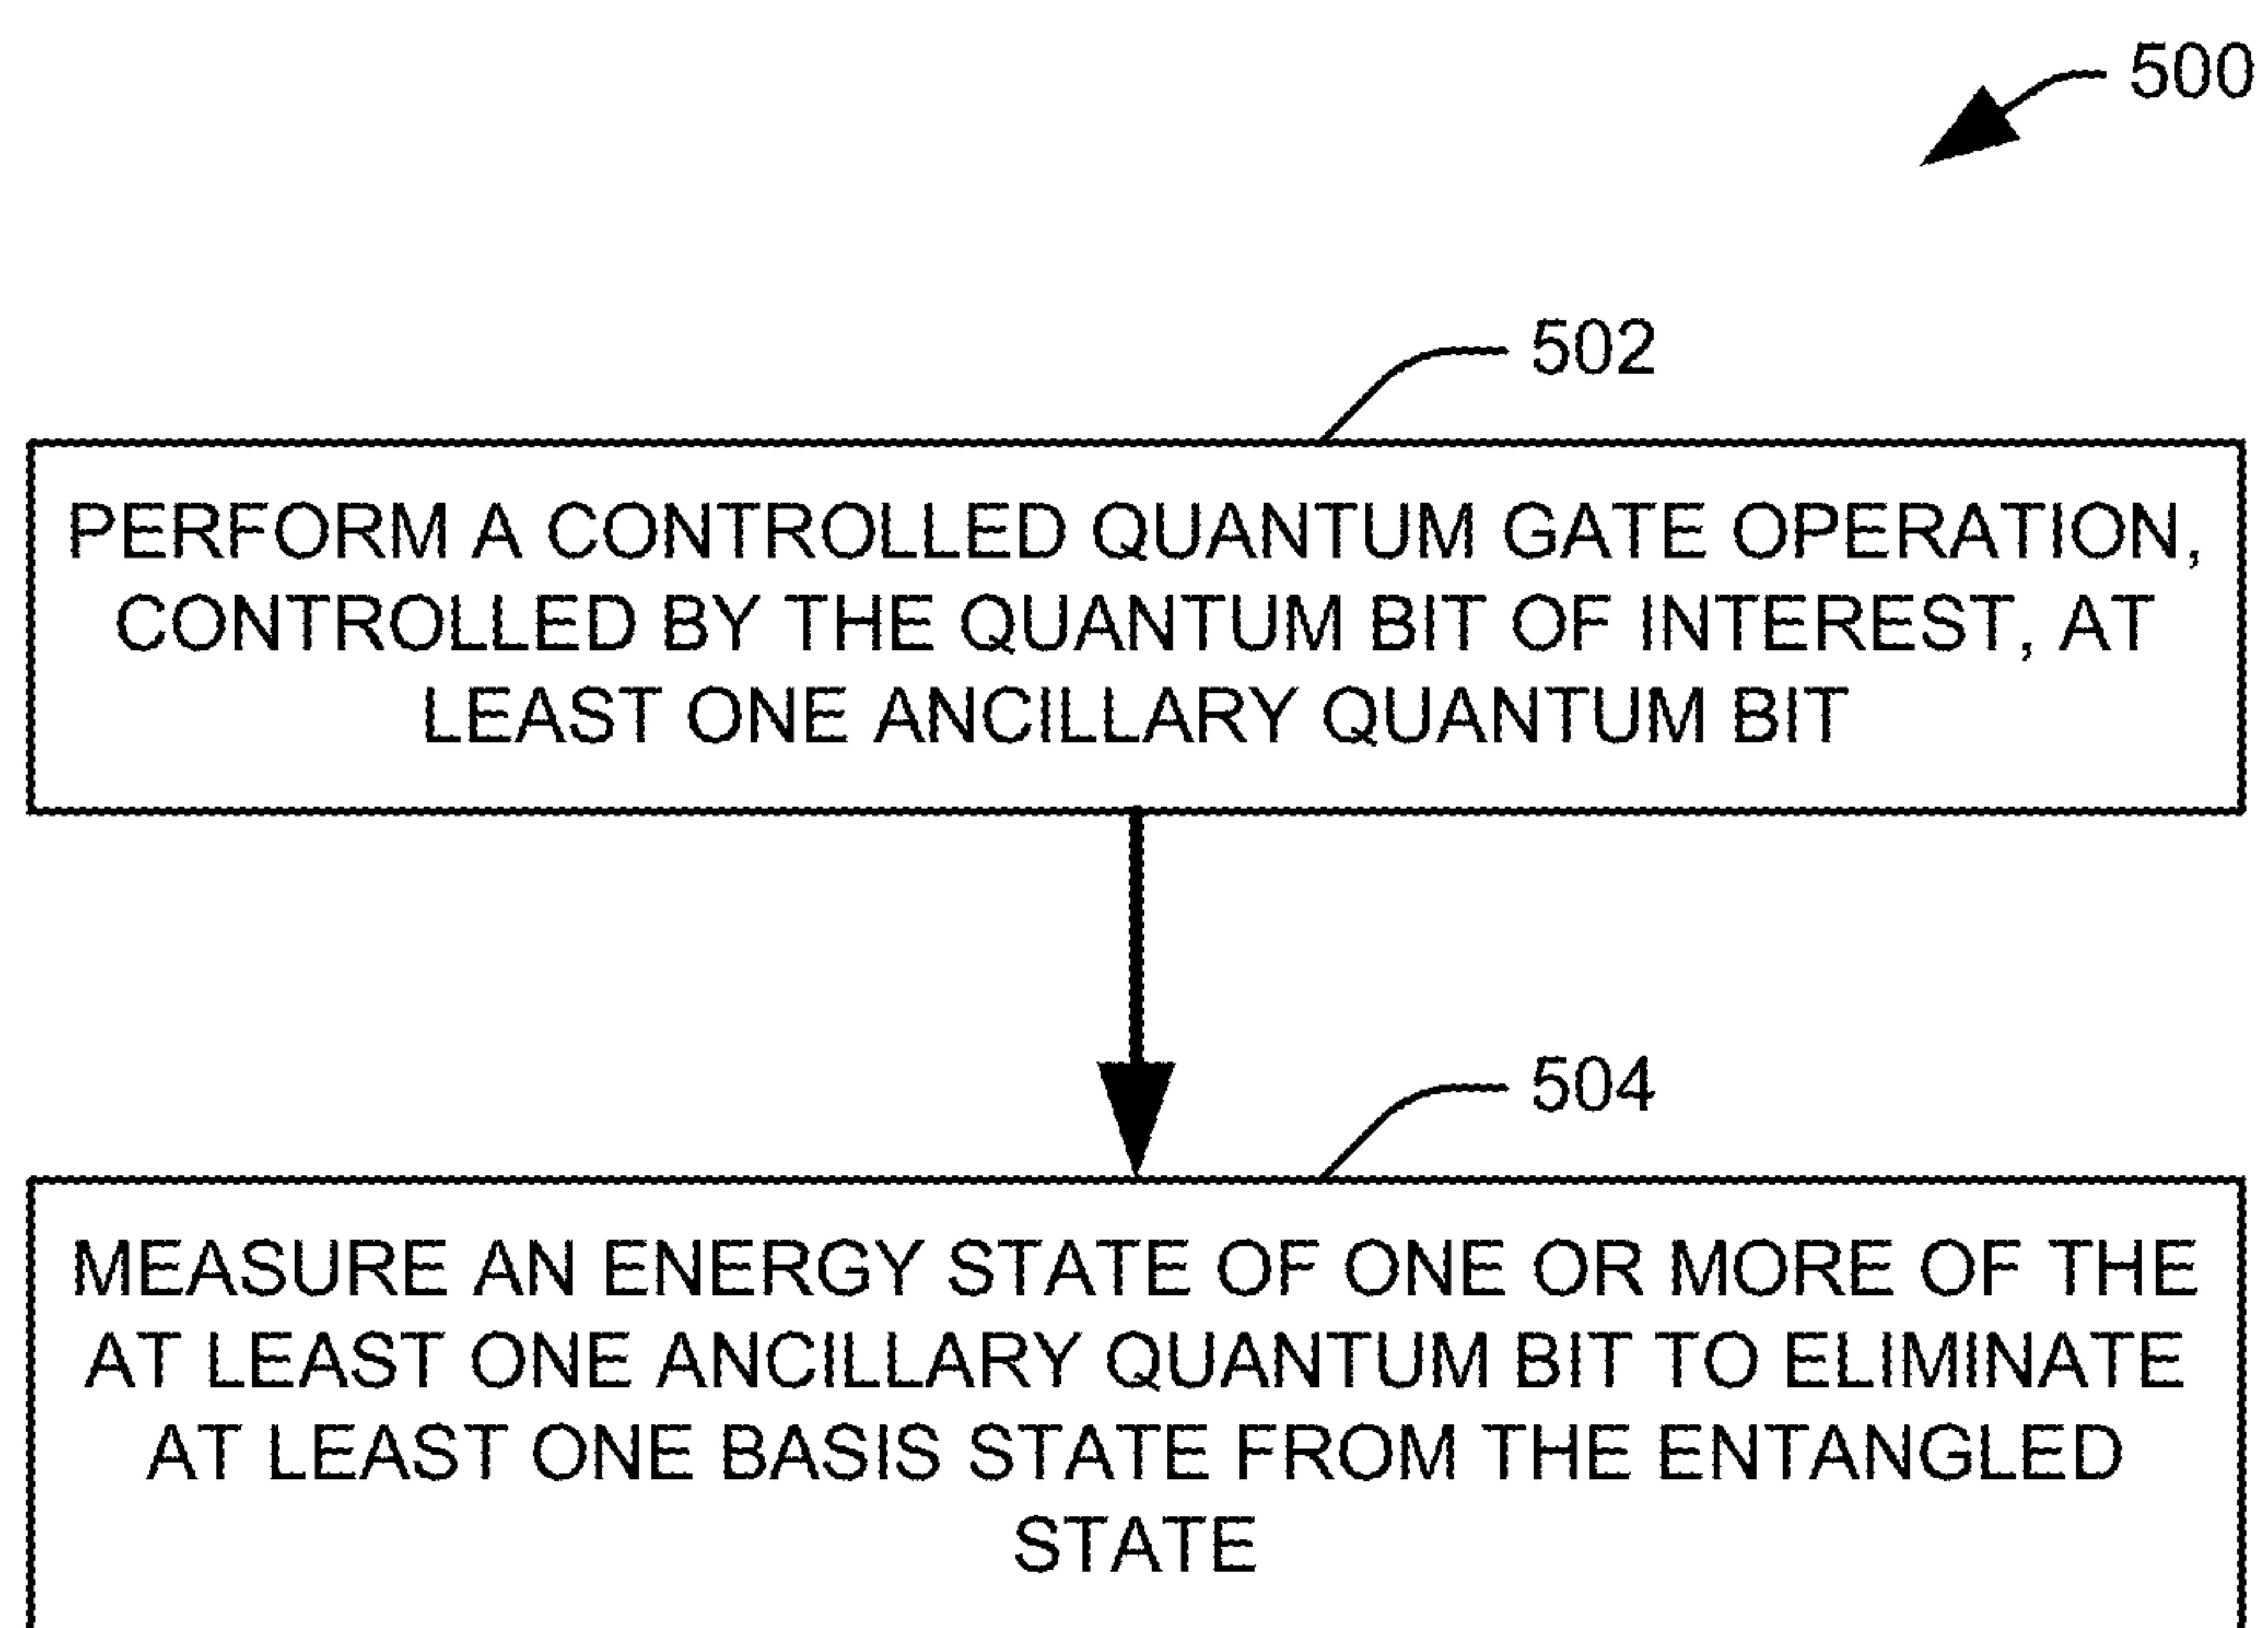 500
502
PERFORM A CONTROLLED QUANTUM GATE OPERATION,
CONTROLLED BY THE QUANTUM BIT OF INTEREST, AT
LEAST ONE ANCILLARY QUANTUM BIT
504
MEASURE AN ENERGY STATE OF ONE OR MORE OF THE
AT LEAST ONE ANCILLARY QUANTUM BIT TO ELIMINATE
AT LEAST ONE BASIS STATE FROM THE ENTANGLED
STATE